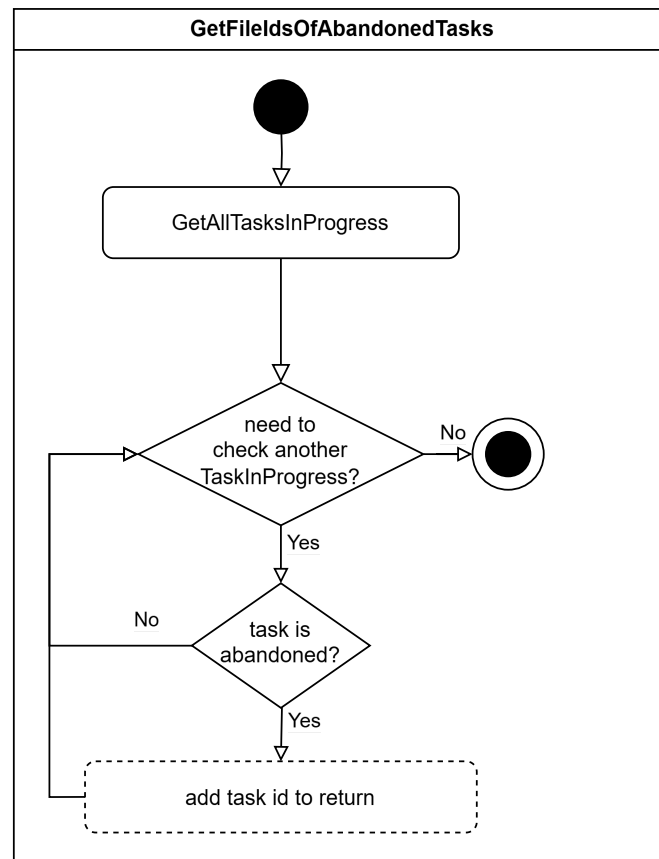 GetFileIdsOfAbandonedTasks
GetAllTasksInProgress
need to
check another
TaskInProgress?
No
Yes
task is
abandoned?
No
Yes
add task id to return